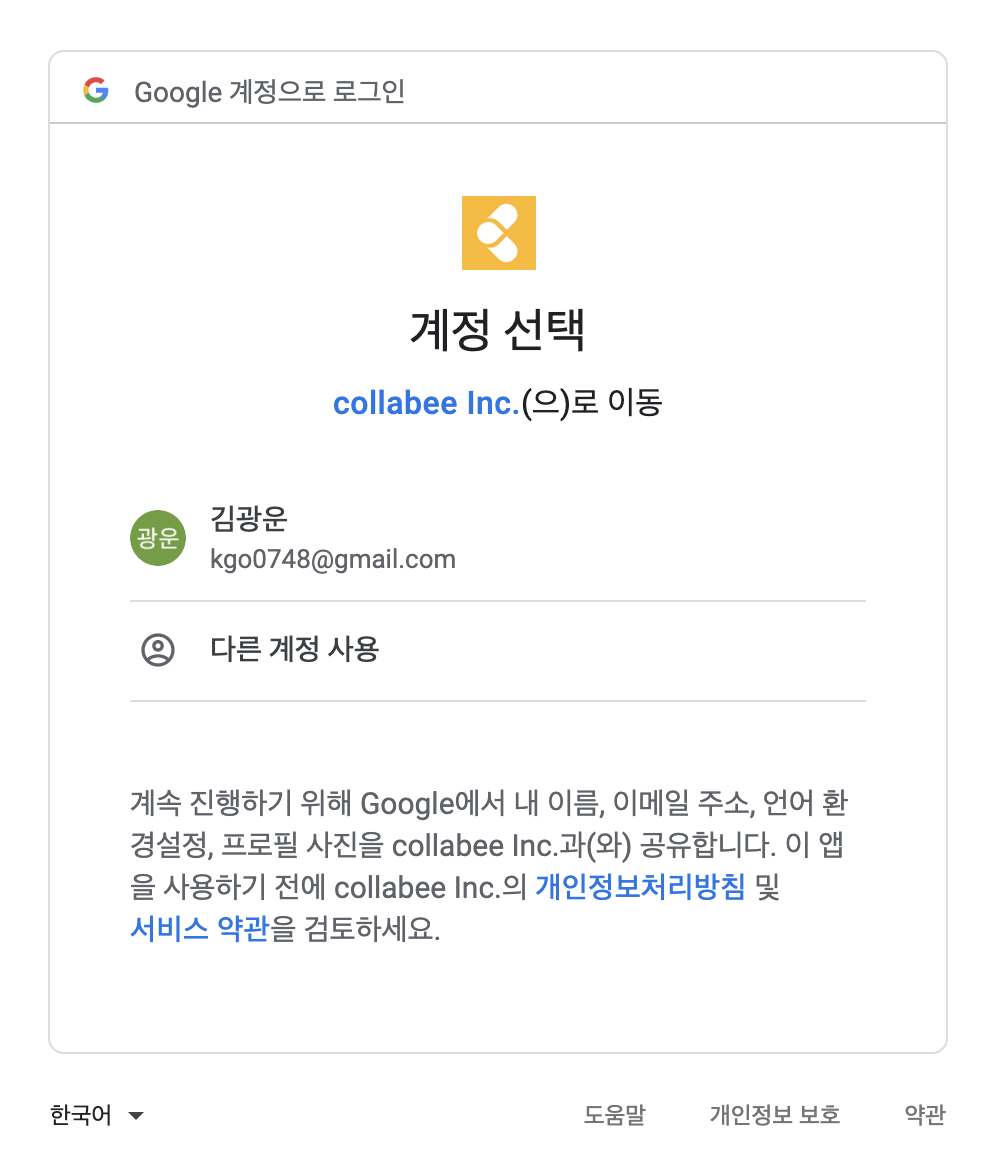 Google 계정으로 로그인
계정 선택
collabee Inc.(으)로 이동
광운
김광운
kgo0748@gmail.com
다른 계정 사용
계속 진행하기 위해 Google에서 내 이름, 이메일 주소, 언어 환
경설정, 프로필 사진을 collabee Inc.과(와) 공유합니다. 이 앱
을 사용하기 전에 collabee Inc.의 개인정보처리방침 및
서비스 약관을 검토하세요.
한국어 도움말 개인정보 보호 약관